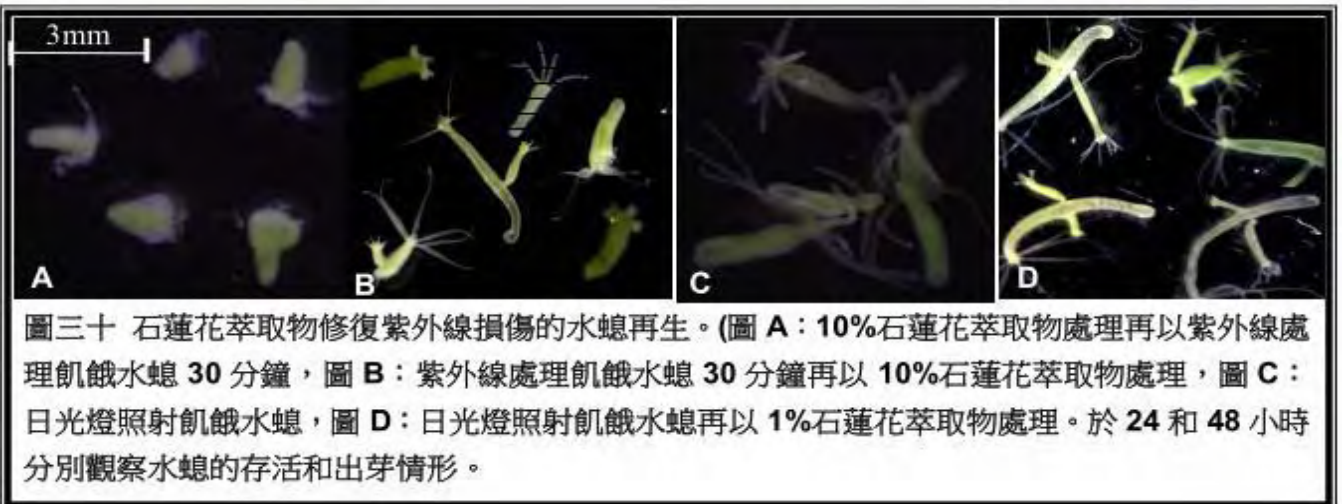 3mm
A
B
C
D
圖三十 石蓮花萃取物修復紫外線損傷的水螅再生。(圖 A：10%石蓮花萃取物處理再以紫外線處
理飢餓水螅 30 分鐘，圖 B：紫外線處理飢餓水螅 30 分鐘再以 10%石蓮花萃取物處理，圖 C：
日光燈照射飢餓水螅，圖 D：日光燈照射飢餓水螅再以 1%石蓮花萃取物處理。於 24 和 48 小時
分別觀察水螅的存活和出芽情形。